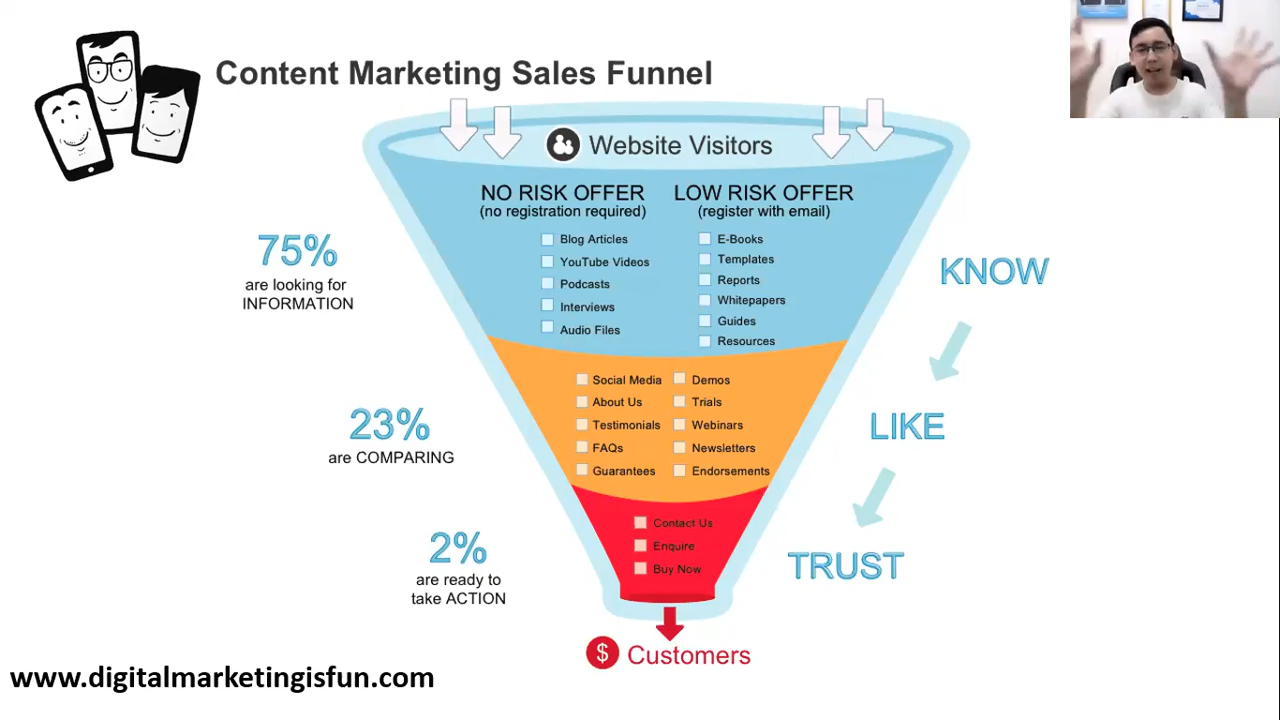 Content Marketing Sales Funnel
Website Visitors
NO RISK OFFER
(no registration required)
Blog Articles
YouTube Videos
Podcasts
Interviews
Audio Files
LOW RISK OFFER
(register with email)
E-Books
Templates
Reports
Whitepapers
Guides
Resources
75%
are looking for
INFORMATION
KNOW
Social Media
About Us
Testimonials
FAQs
Guarantees
Demos
Trials
Webinars
Newsletters
Endorsements
23%
are COMPARING
LIKE
Contact Us
Enquire
Buy Now
2%
are ready to
take ACTION
TRUST
$ Customers
www.digitalmarketingisfun.com